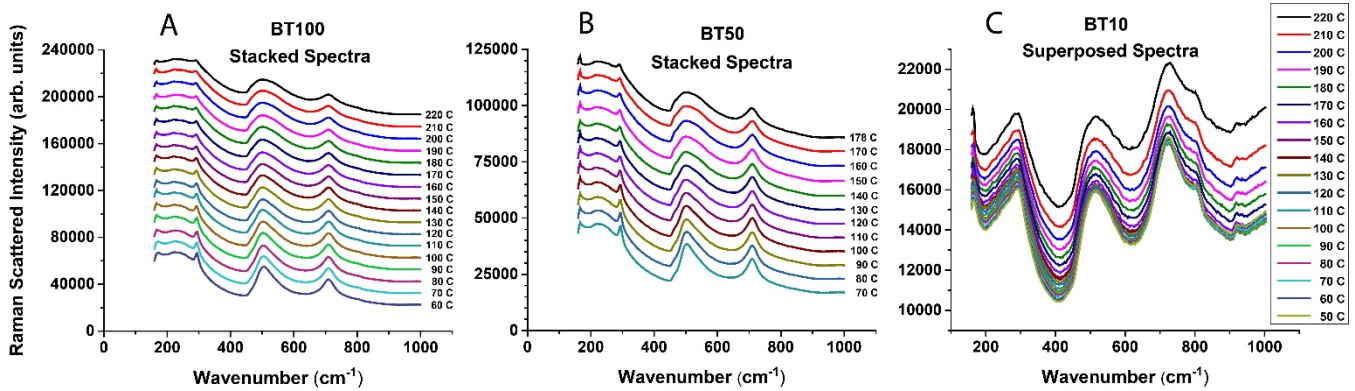 A
BT100
Stacked Spectra
Raman Scattered Intensity (arb. units)
240000
200000
160000
120000
80000
40000
0
220 C
210 C
200 C
190 C
180 C
170 C
160 C
150 C
140 C
130 C
120 C
110 C
100 C
90 C
80 C
70 C
60 C
0 200 400 600 800 1000
Wavenumber (cm-1)
B
BT50
Stacked Spectra
125000
100000
75000
50000
25000
0
178 C
170 C
160 C
150 C
140 C
130 C
120 C
110 C
100 C
90 C
80 C
70 C
0 200 400 600 800 1000
Wavenumber (cm-1)
C
BT10
Superposed Spectra
22000
20000
18000
16000
14000
12000
10000
200 400 600 800 1000
Wavenumber (cm-1)
220 C
210 C
200 C
190 C
180 C
170 C
160 C
150 C
140 C
130 C
120 C
110 C
100 C
90 C
80 C
70 C
60 C
50 C